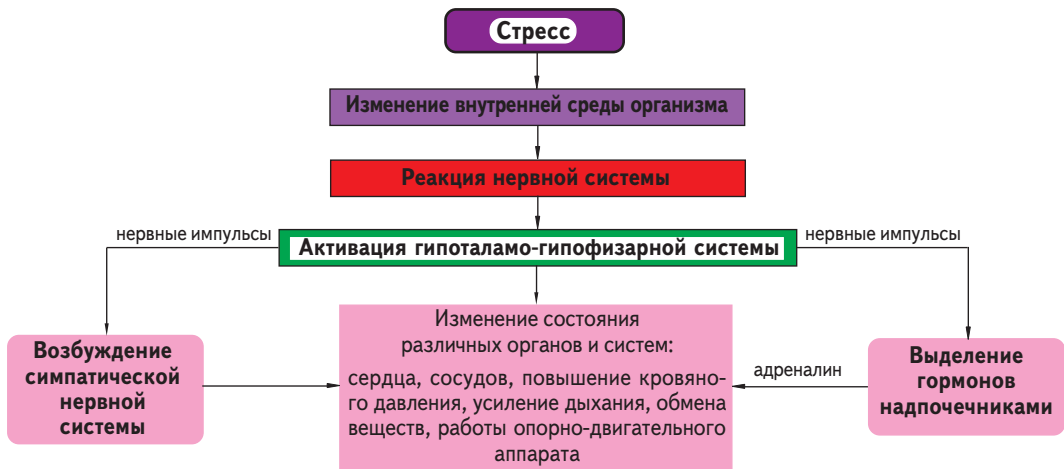 Стресс
Изменение внутренней среды организма
Реакция нервной системы
нервные импульсы
Активация гипоталамо-гипофизарной системы
нервные импульсы
Возбуждение
симпатической
нервной
системы
Изменение состояния
различных органов и систем:
сердца, сосудов, повышение кровяно-
го давления, усиление дыхания, обмена
веществ, работы опорно-двигательного
аппарата
адреналин
Выделение
гормонов
надпочечниками